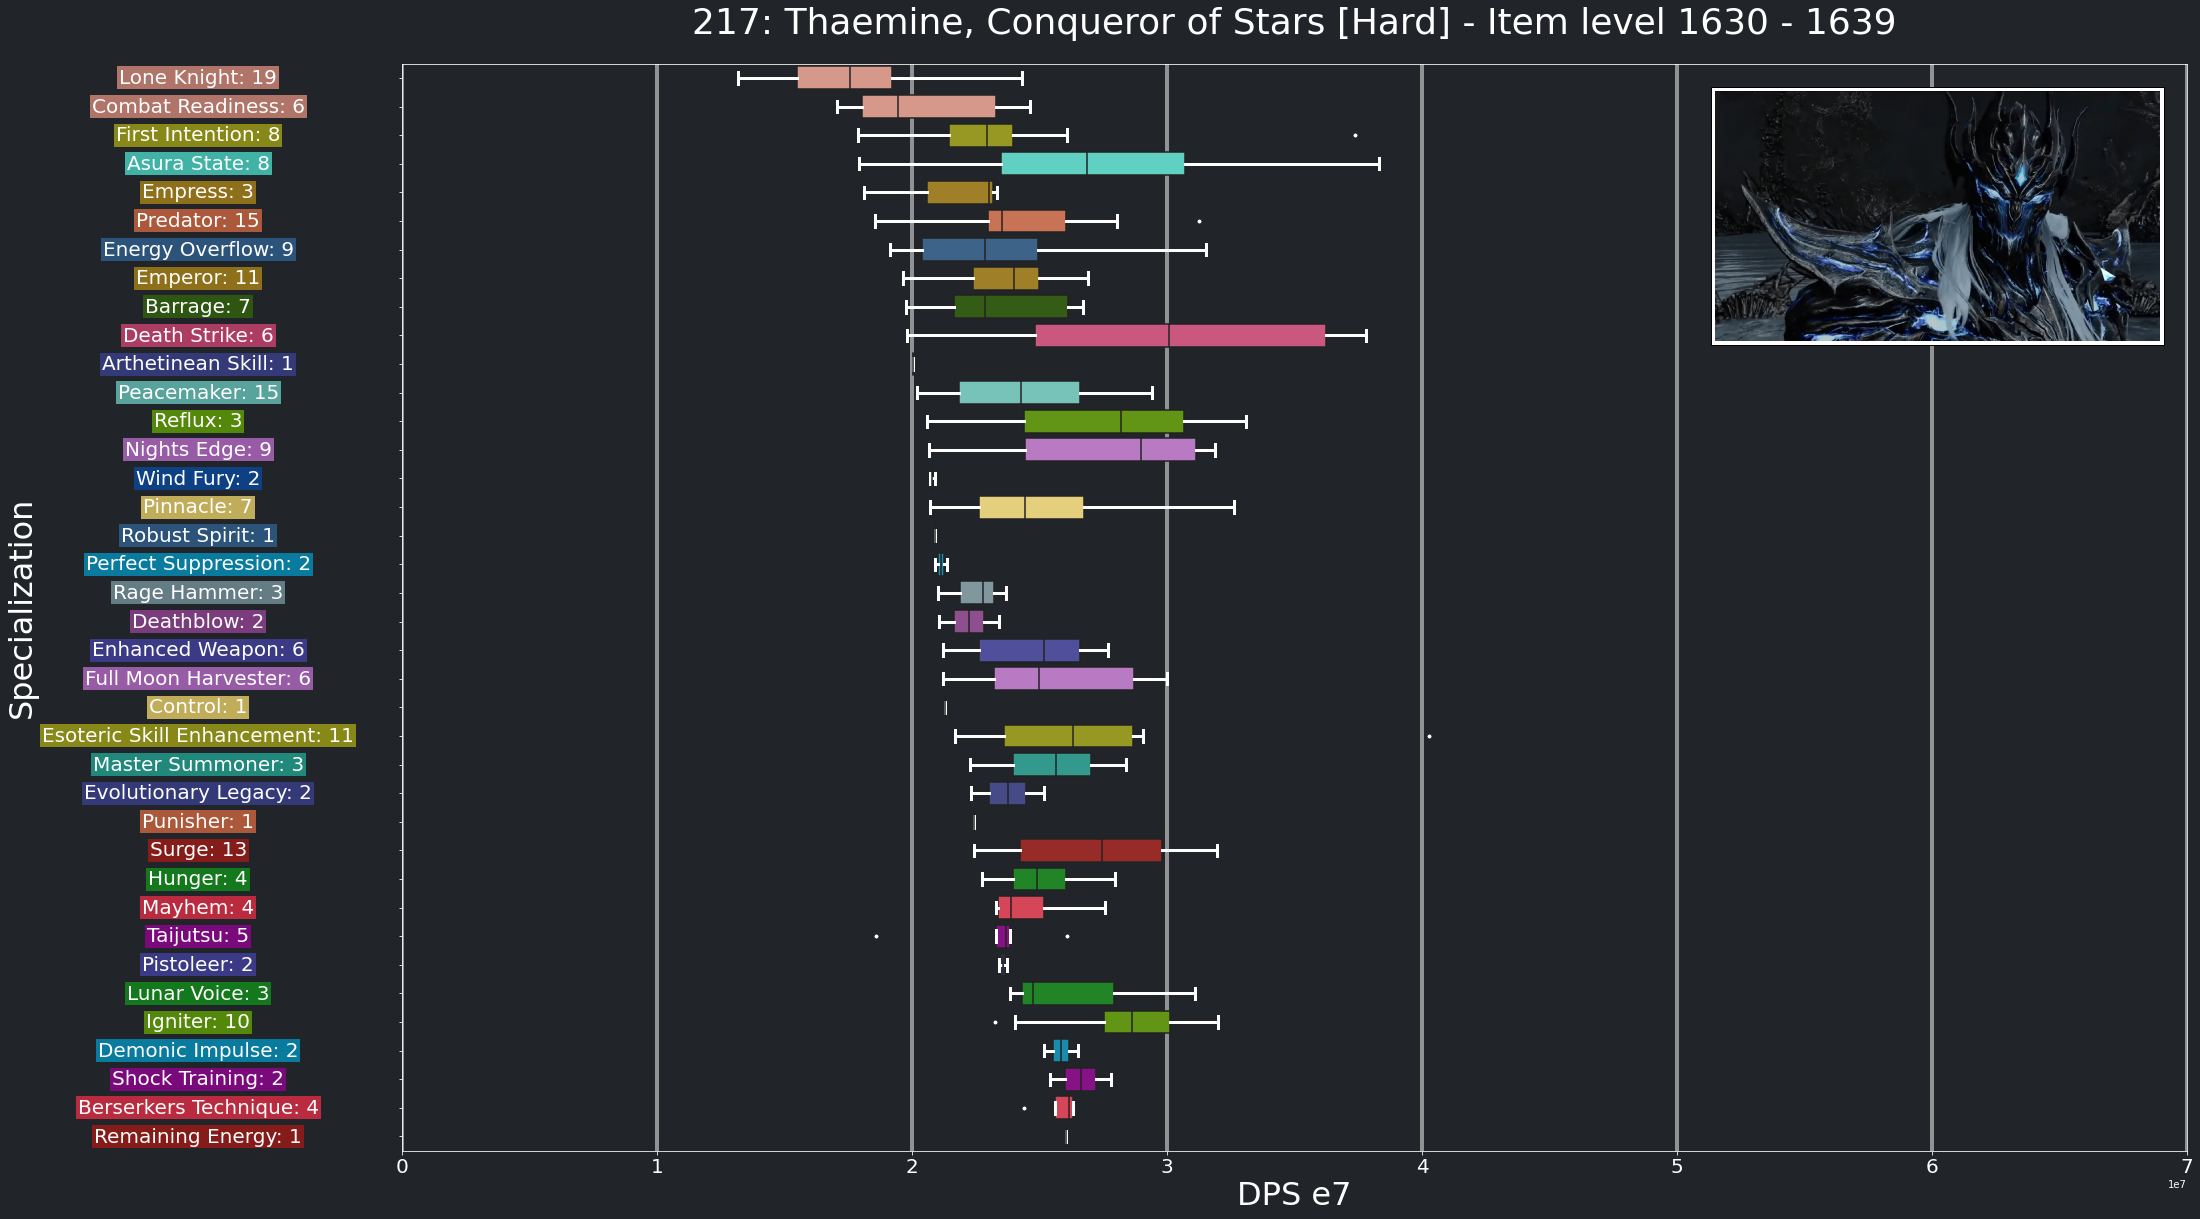 217: Thaemine, Conqueror of Stars [Hard] - Item level 1630 - 1639
Specialization
Lone Knight: 19
Combat Readiness: 6
First Intention: 8
Asura State: 8
Empress: 3
Predator: 15
Energy Overflow: 9
Emperor: 11
Barrage: 7
Death Strike: 6
Arthetinean Skill: 1
Peacemaker: 15
Reflux: 3
Nights Edge: 9
Wind Fury: 2
Pinnacle: 7
Robust Spirit: 1
Perfect Suppression: 2
Rage Hammer: 3
Deathblow: 2
Enhanced Weapon: 6
Full Moon Harvester: 6
Control: 1
Esoteric Skill Enhancement: 11
Master Summoner: 3
Evolutionary Legacy: 2
Punisher: 1
Surge: 13
Hunger: 4
Mayhem: 4
Taijutsu: 5
Pistoleer: 2
Lunar Voice: 3
Igniter: 10
Demonic Impulse: 2
Shock Training: 2
Berserkers Technique: 4
Remaining Energy: 1
0 1 2 3 4 5 6 7
1e7
DPS e7